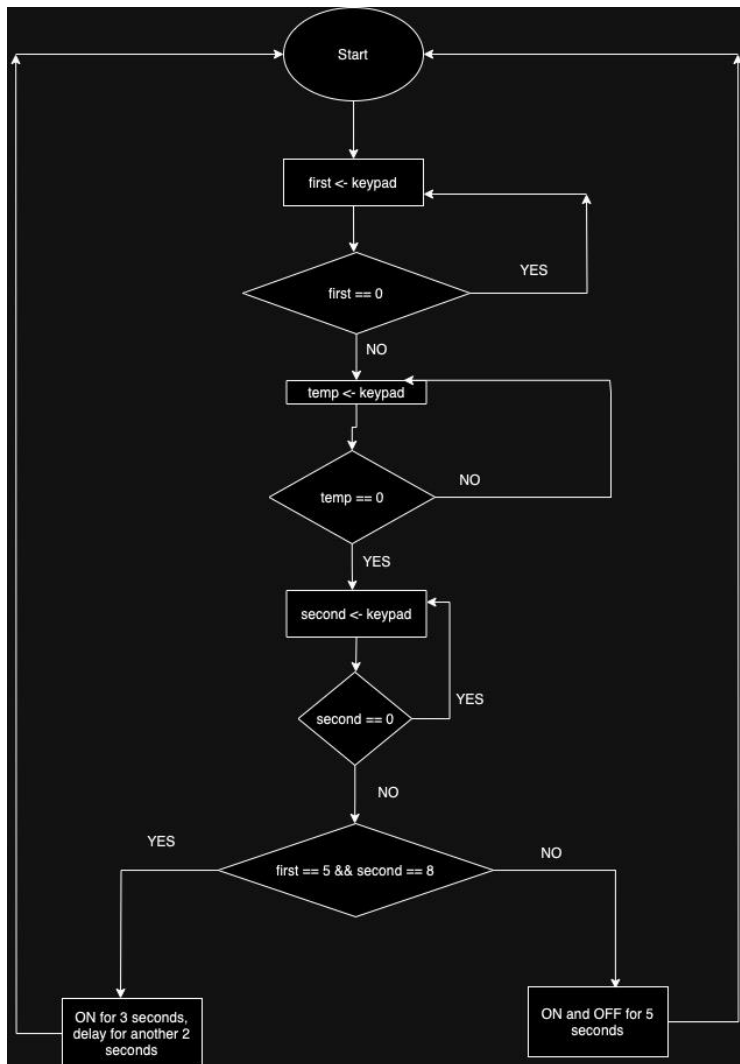 Start
first <- keypad
first == 0
YES
NO
temp <- keypad
temp == 0
NO
YES
second <- keypad
second == 0
YES
NO
first == 5 && second == 8
YES
NO
ON for 3 seconds,
delay for another 2
seconds
ON and OFF for 5
seconds